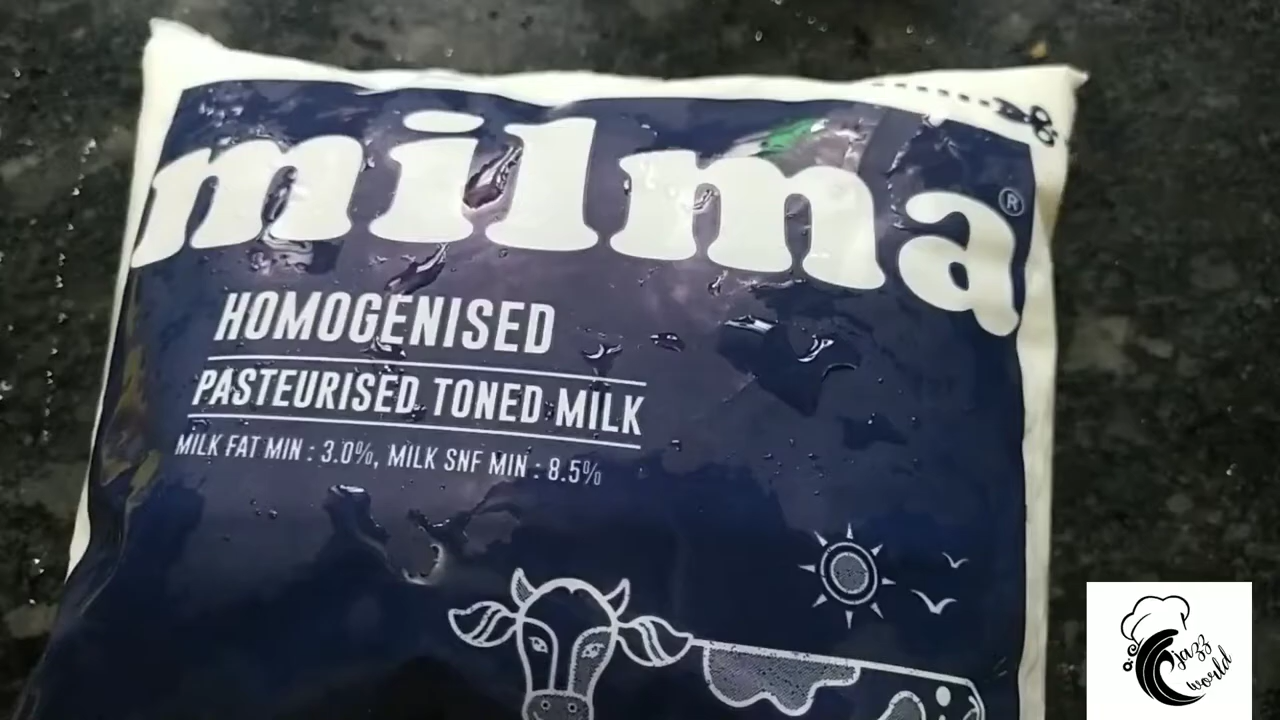 milma®
HOMOGENISED
PASTEURISED TONED MILK
MILK FAT MIN : 3.0%, MILK SNF MIN : 8.5%
jazz
world